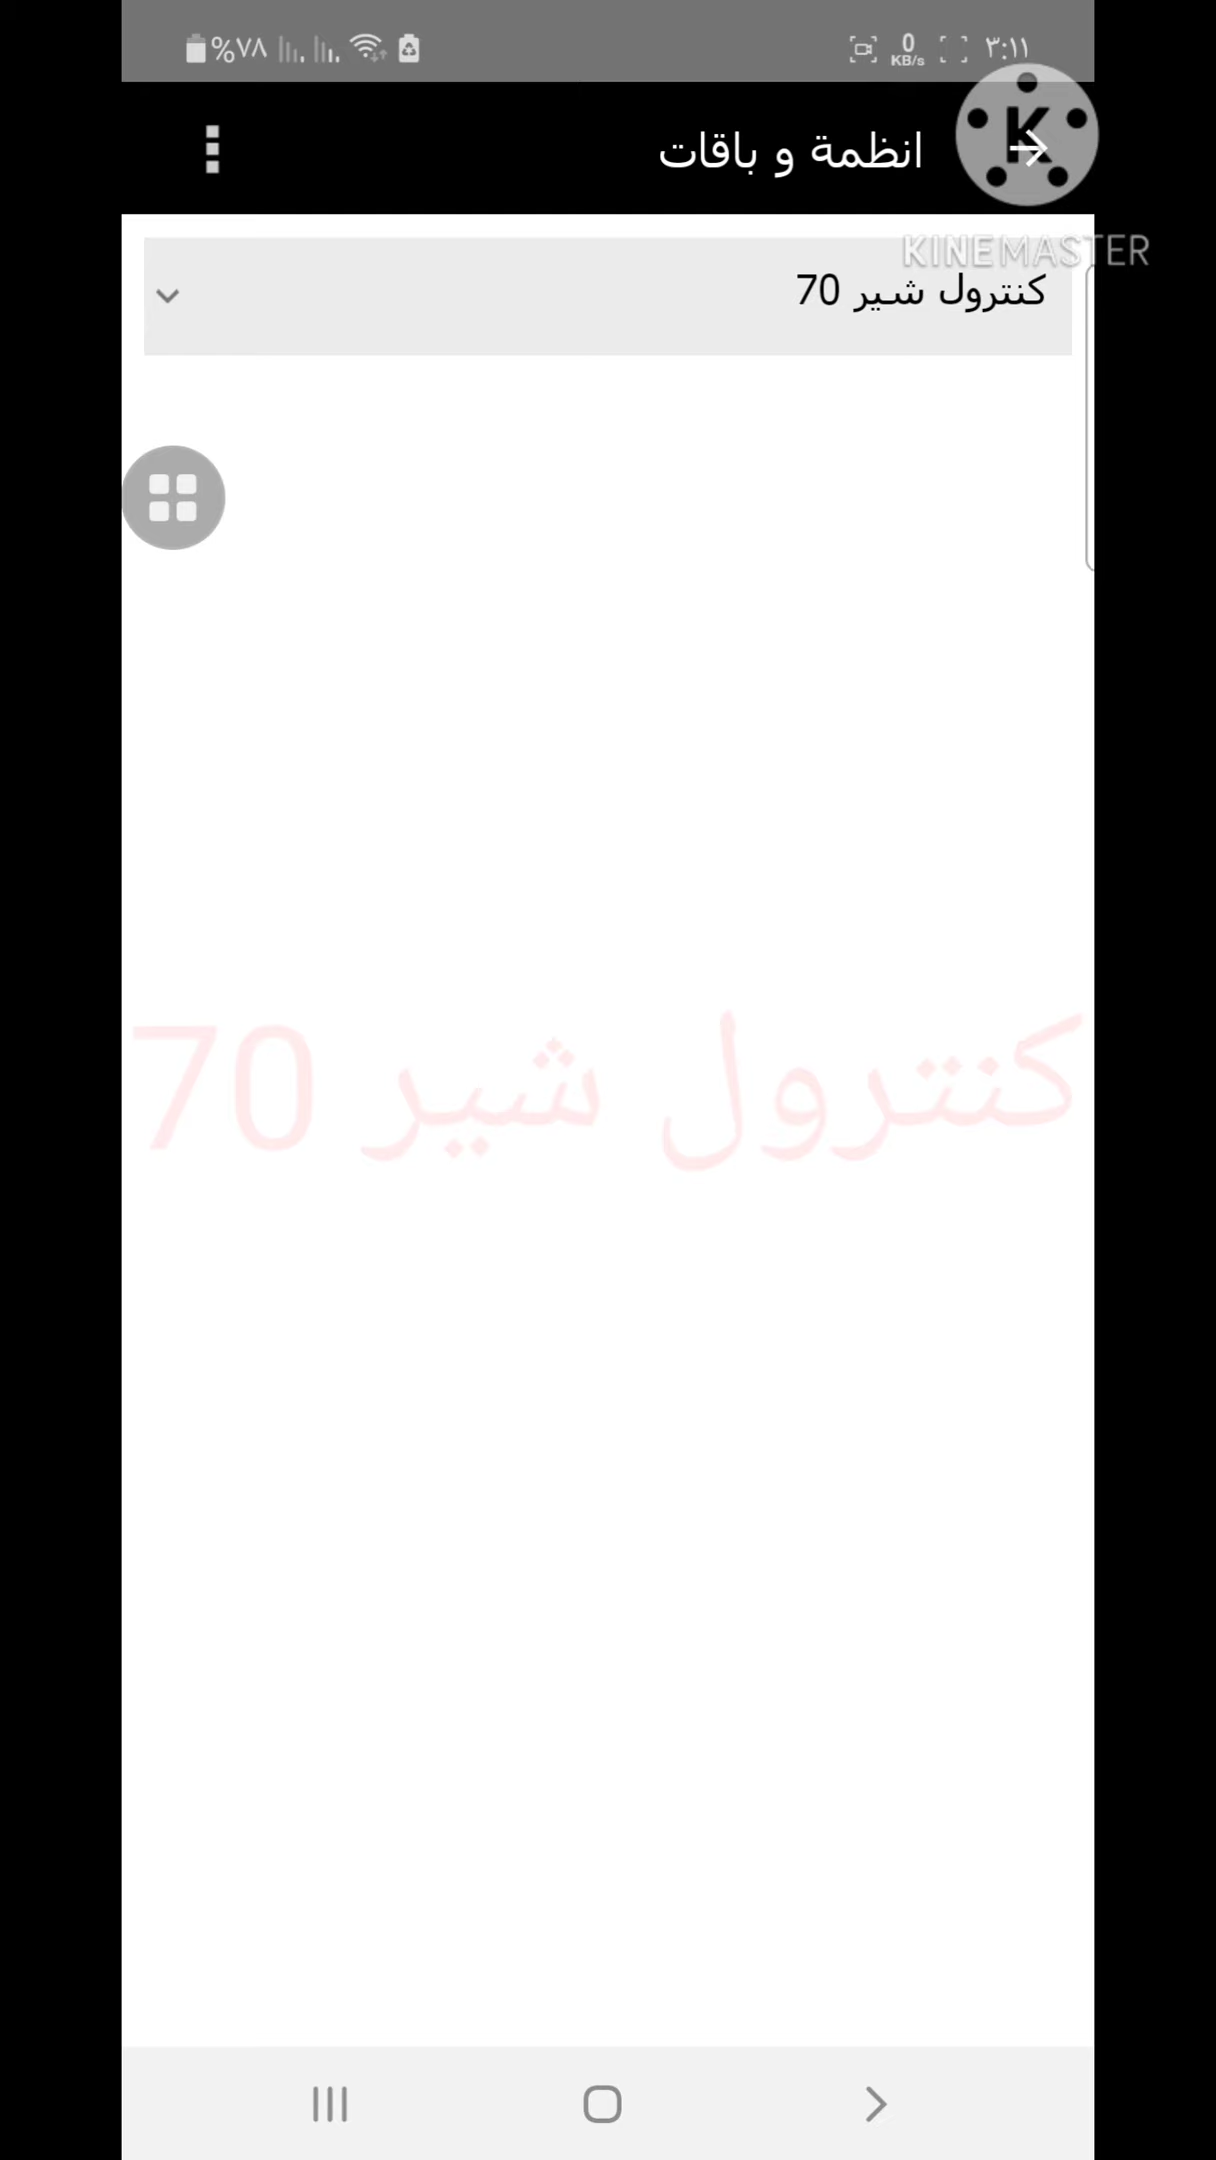 %٧٨ 0 KB/s ٣:١١
انظمة و باقات
K
KINEMASTER
كنترول شير 70
كنترول شير 70